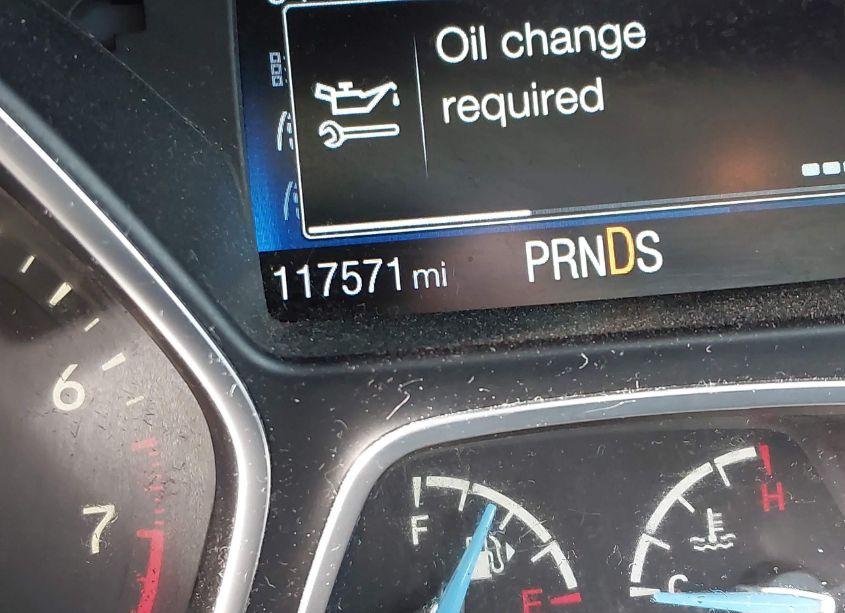 Oil change
required
117571 mi
PRNDS
6
7
F
E
H
C